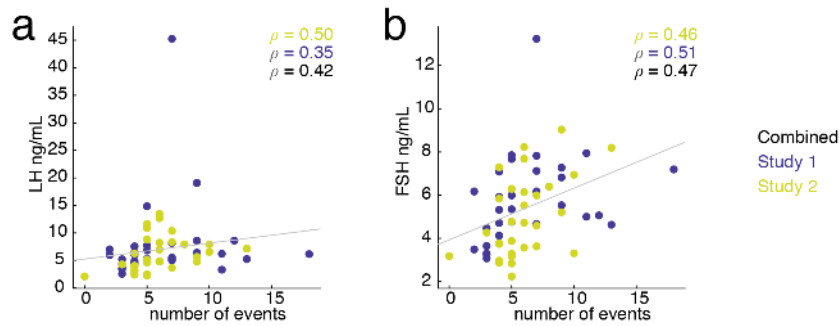 a
ρ = 0.50
ρ = 0.35
ρ = 0.42
45
40
35
30
25
20
15
10
5
0
LH ng/mL
0 5 10 15
number of events
b
ρ = 0.46
ρ = 0.51
ρ = 0.47
12
10
8
6
4
2
FSH ng/mL
0 5 10 15
number of events
Combined
Study 1
Study 2